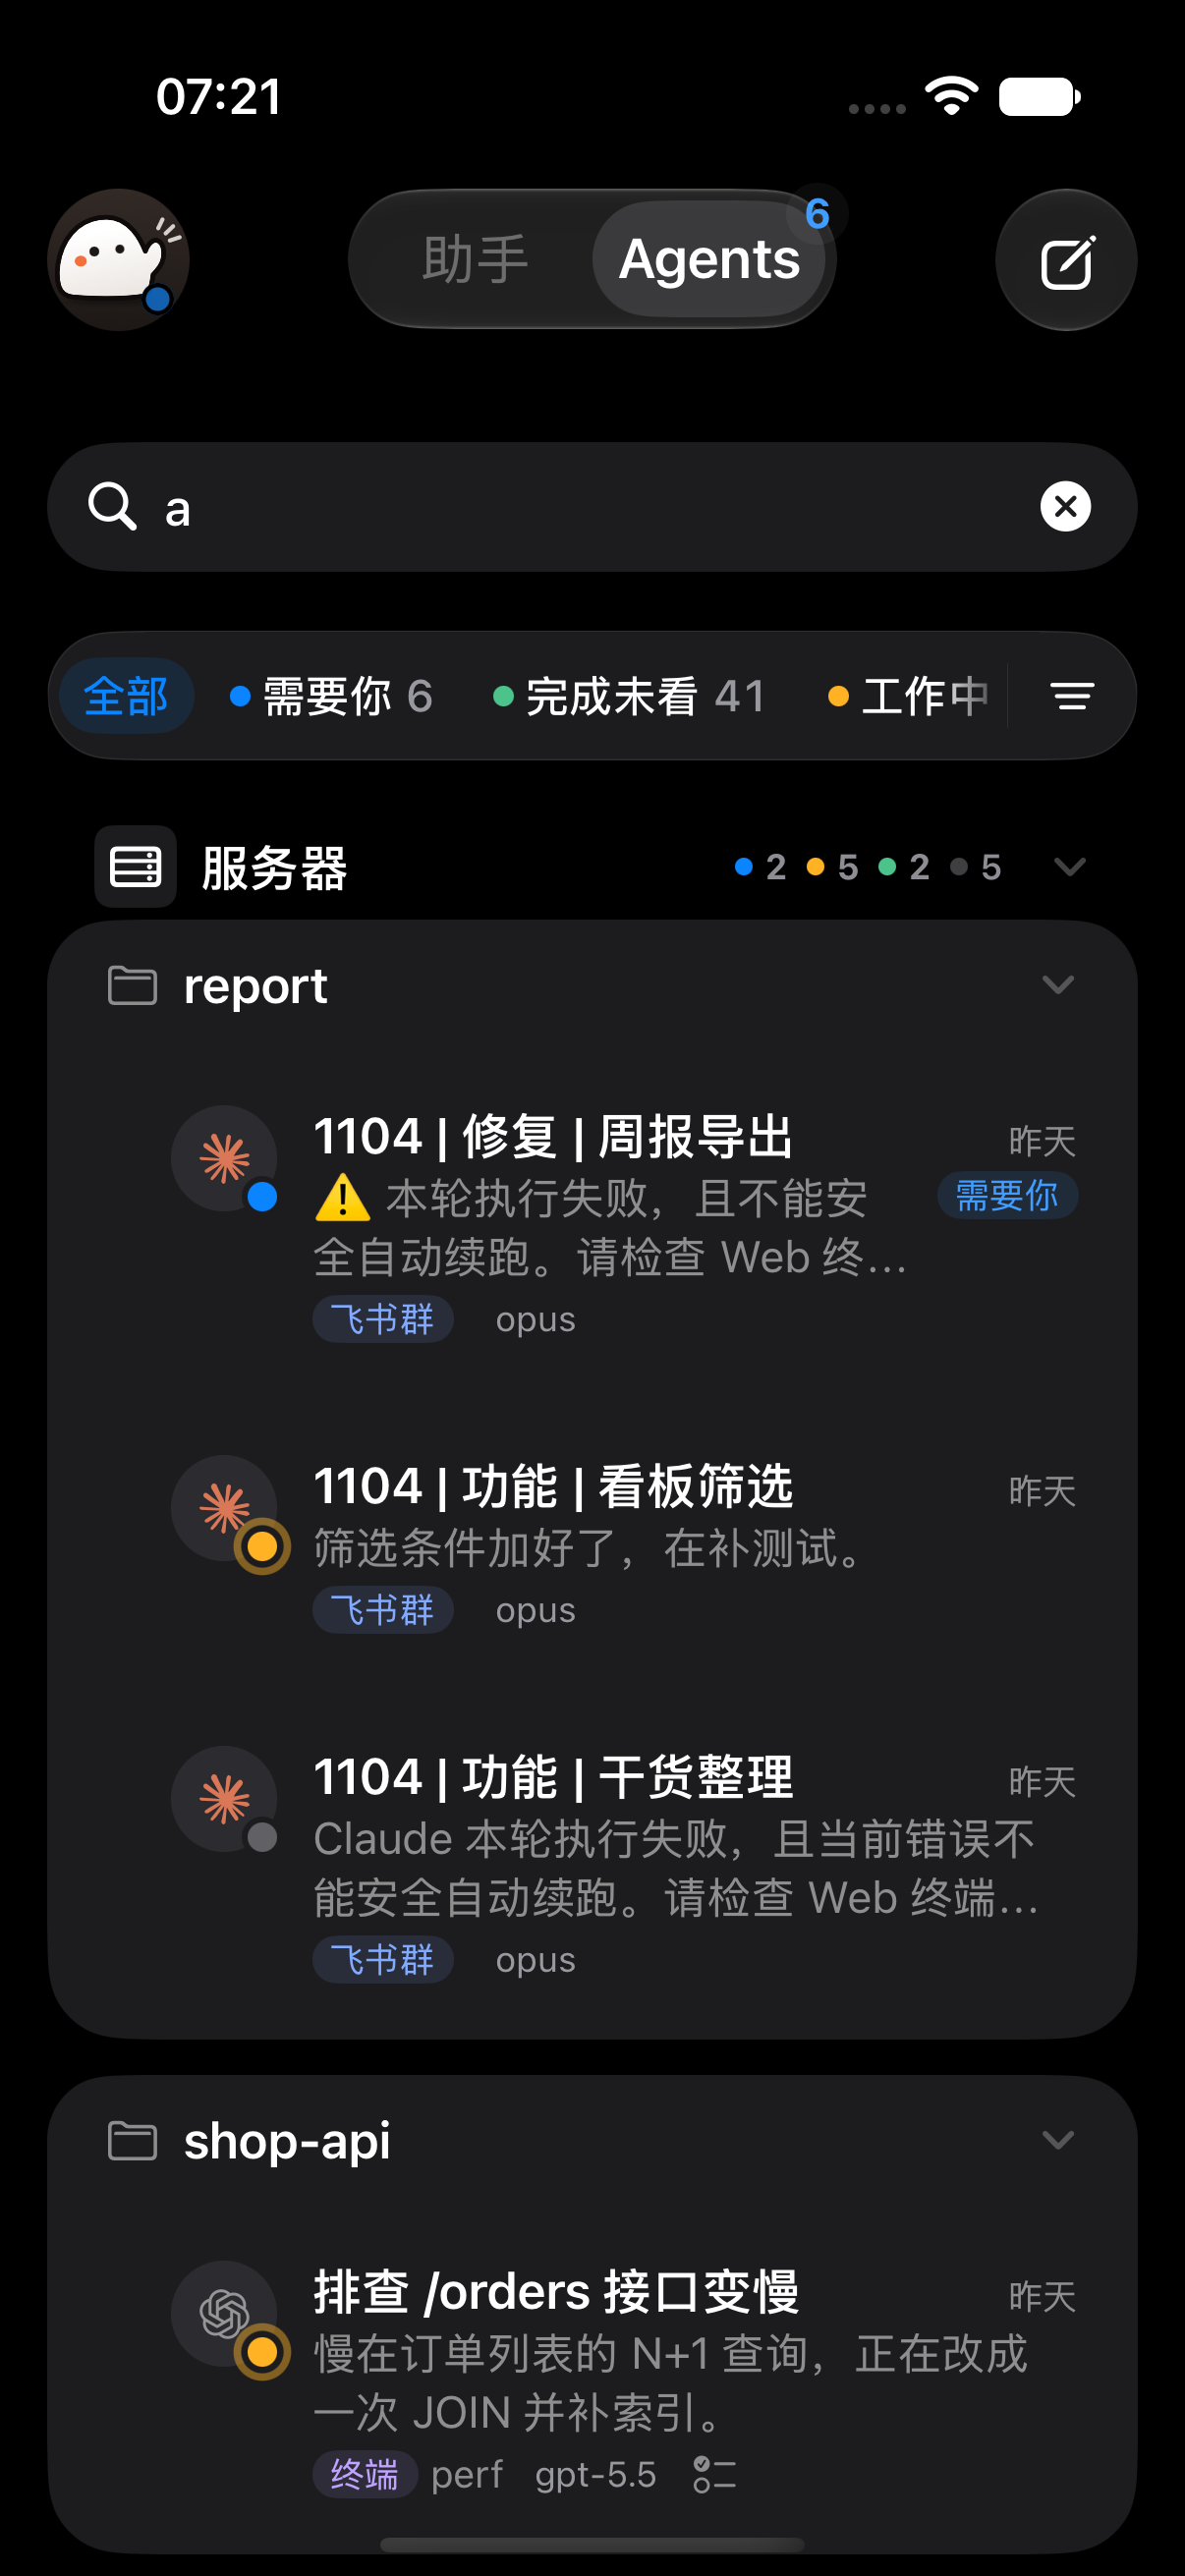 07:21
助手
Agents
6
a
全部
需要你 6
完成未看 41
工作中
服务器
2 5 2 5
report
1104 | 修复 | 周报导出
昨天
⚠️ 本轮执行失败，且不能安
需要你
全自动续跑。请检查 Web 终…
飞书群 opus
1104 | 功能 | 看板筛选
昨天
筛选条件加好了，在补测试。
飞书群 opus
1104 | 功能 | 干货整理
昨天
Claude 本轮执行失败，且当前错误不
能安全自动续跑。请检查 Web 终端…
飞书群 opus
shop-api
排查 /orders 接口变慢
昨天
慢在订单列表的 N+1 查询，正在改成
一次 JOIN 并补索引。
终端 perf gpt-5.5